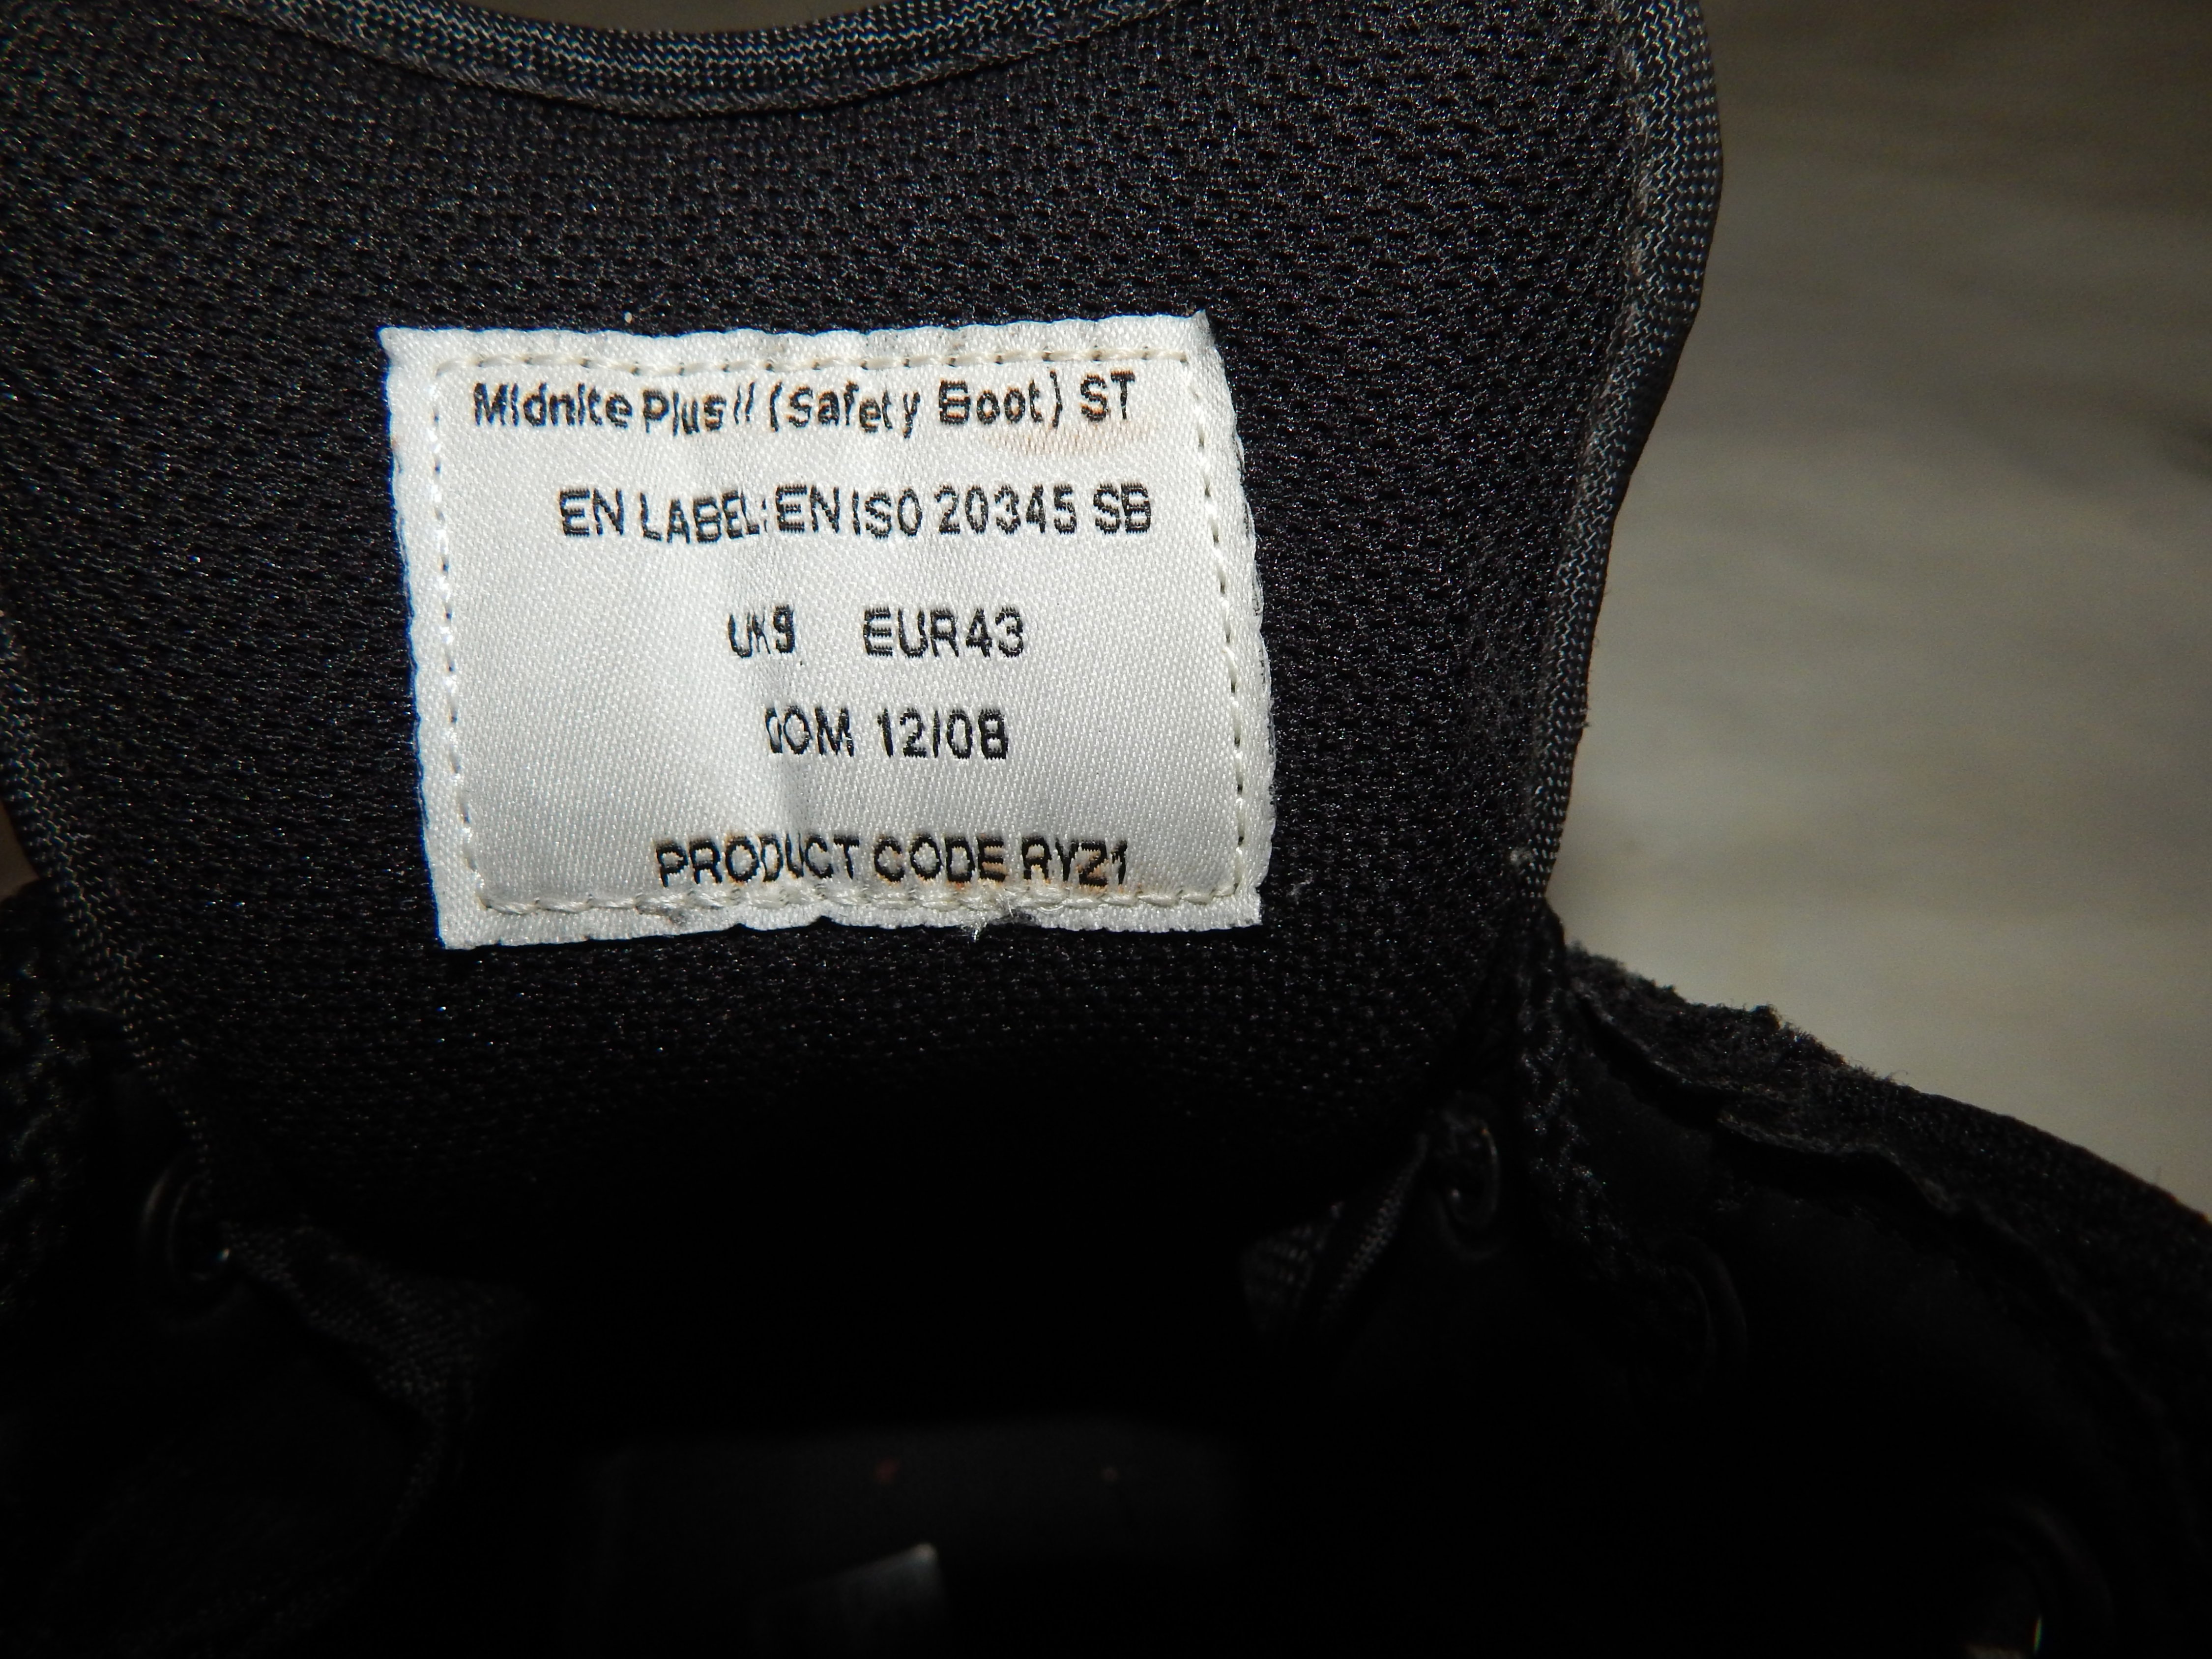 Midnite Plus II (Safety Boot) ST
EN LABEL: EN ISO 20345 SB
UK9 EUR43
DOM 12/08
PRODUCT CODE RYZ1